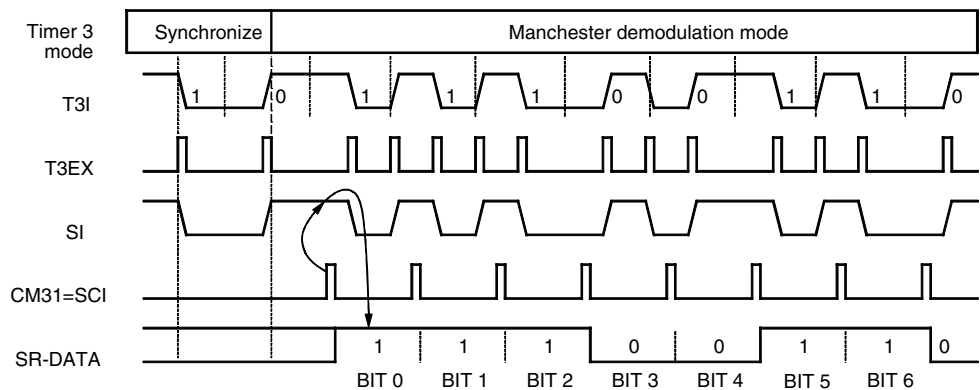 Timer 3 mode Synchronize Manchester demodulation mode
T3I 1 0 1 1 1 0 0 1 1 0
T3EX
SI
CM31=SCI
SR-DATA 1 1 1 0 0 1 1 0
BIT 0 BIT 1 BIT 2 BIT 3 BIT 4 BIT 5 BIT 6